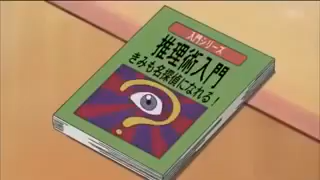 入門シリーズ
推理術入門
きみも名探偵になれる！